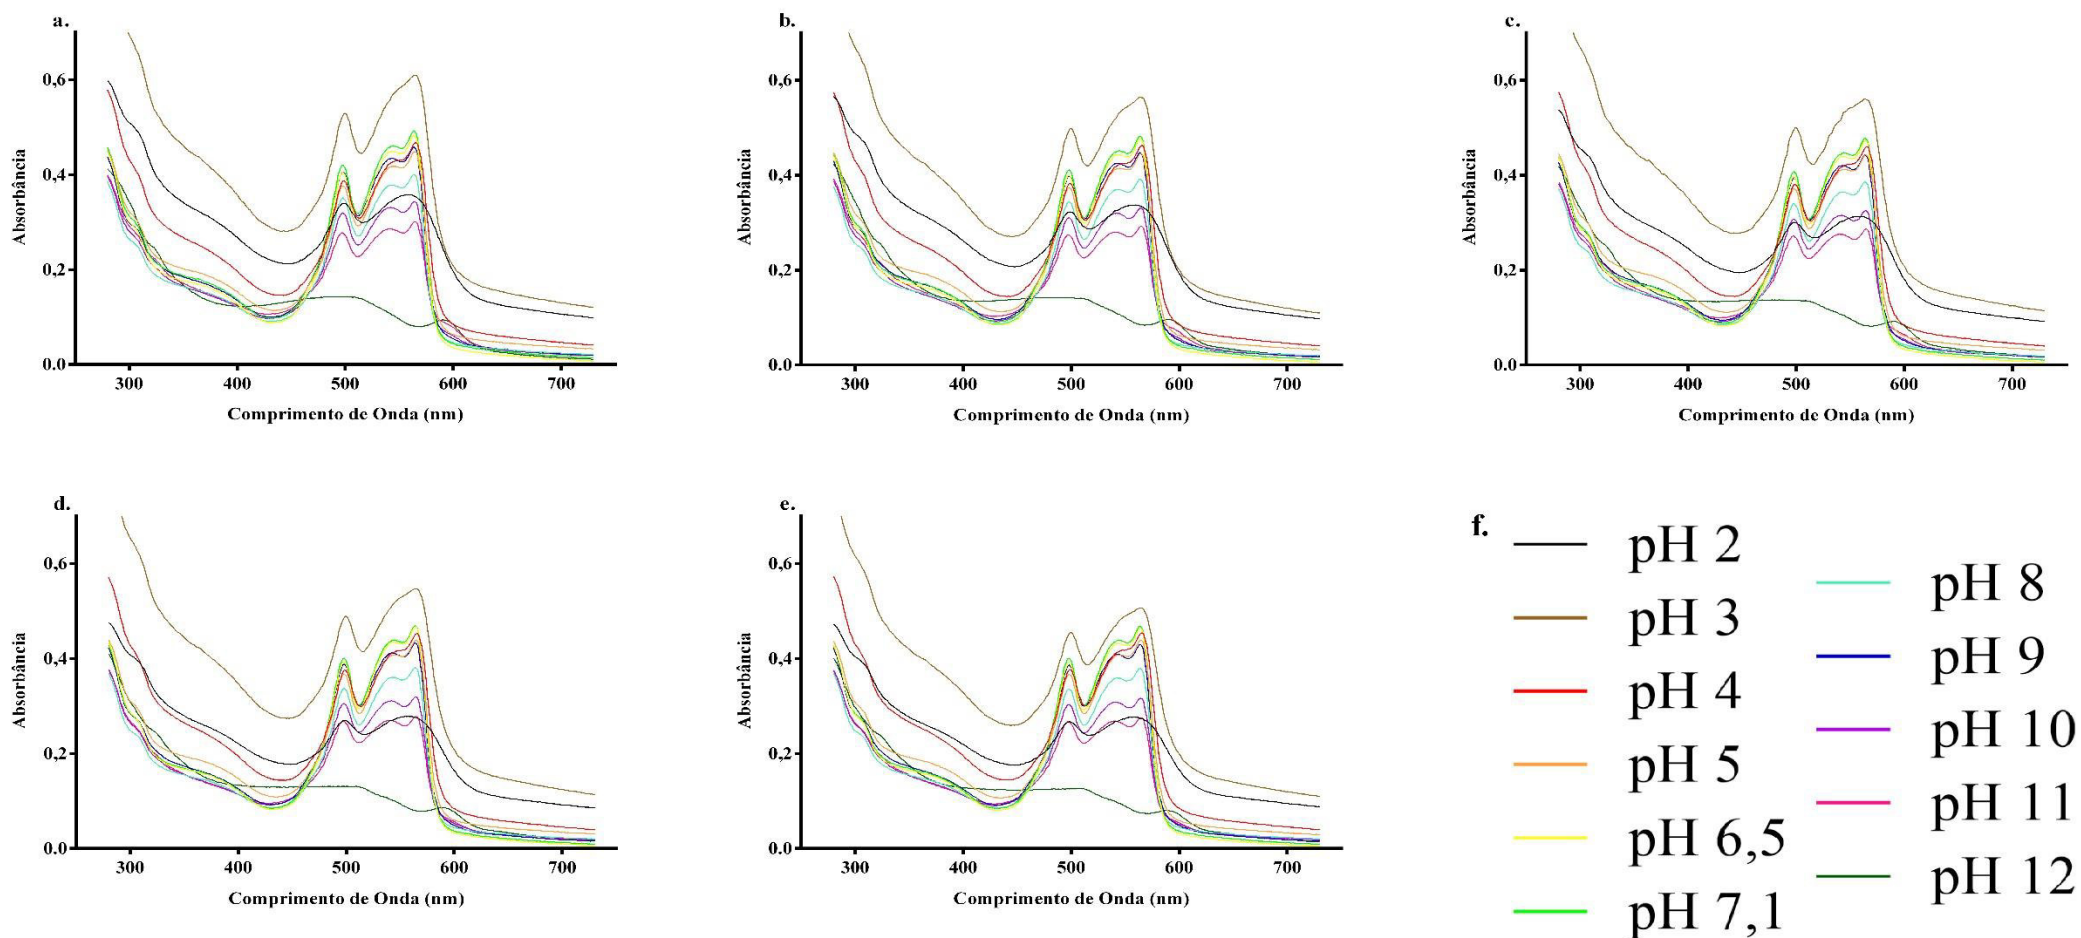 a.
Absorbância
0,6
0,4
0,2
0.0
300 400 500 600 700
Comprimento de Onda (nm)
b.
Absorbância
0,6
0,4
0,2
0.0
300 400 500 600 700
Comprimento de Onda (nm)
c.
Absorbância
0,6
0,4
0,2
0.0
300 400 500 600 700
Comprimento de Onda (nm)
d.
Absorbância
0,6
0,4
0,2
0.0
300 400 500 600 700
Comprimento de Onda (nm)
e.
Absorbância
0,6
0,4
0,2
0.0
300 400 500 600 700
Comprimento de Onda (nm)
f.
pH 2
pH 3
pH 4
pH 5
pH 6,5
pH 7,1
pH 8
pH 9
pH 10
pH 11
pH 12